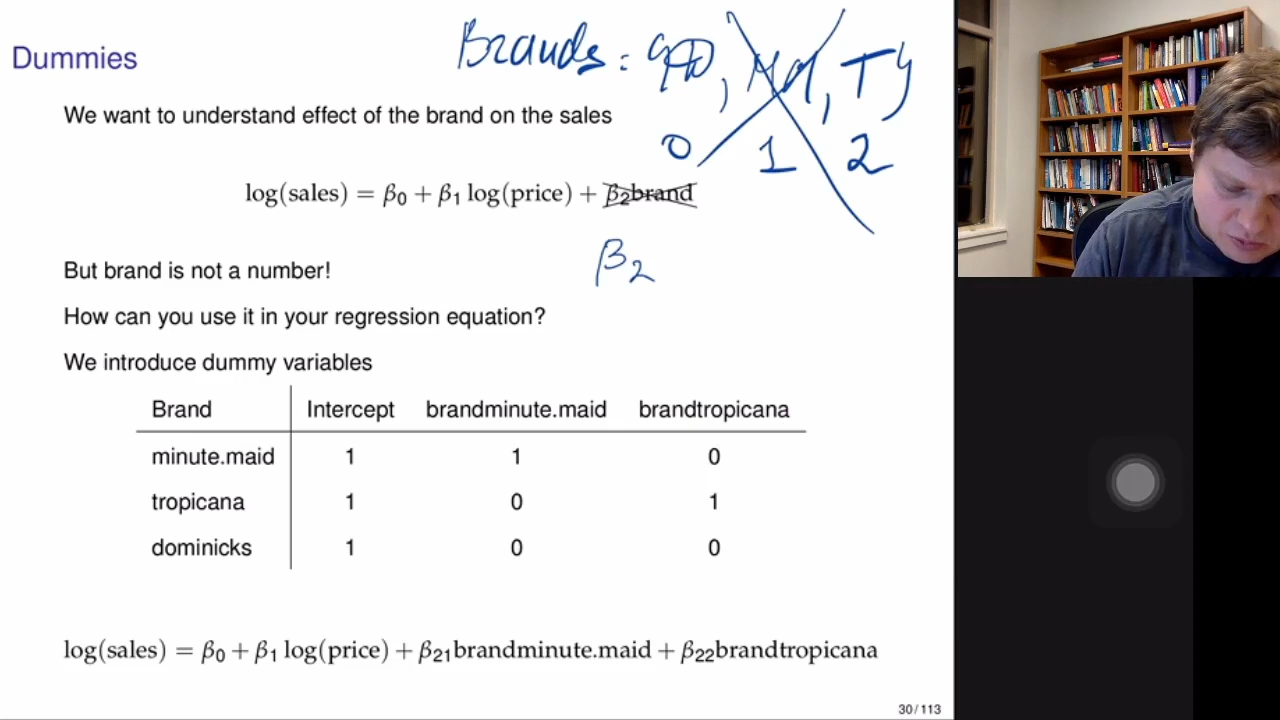 Dummies
Brands :
0 1 2
We want to understand effect of the brand on the sales
log(sales) = β₀ + β₁ log(price) + β₂brand
β₂
But brand is not a number!
How can you use it in your regression equation?
We introduce dummy variables
Brand Intercept brandminute.maid brandtropicana
minute.maid 1 1 0
tropicana 1 0 1
dominicks 1 0 0
log(sales) = β₀ + β₁ log(price) + β₂₁brandminute.maid + β₂₂brandtropicana
30/113